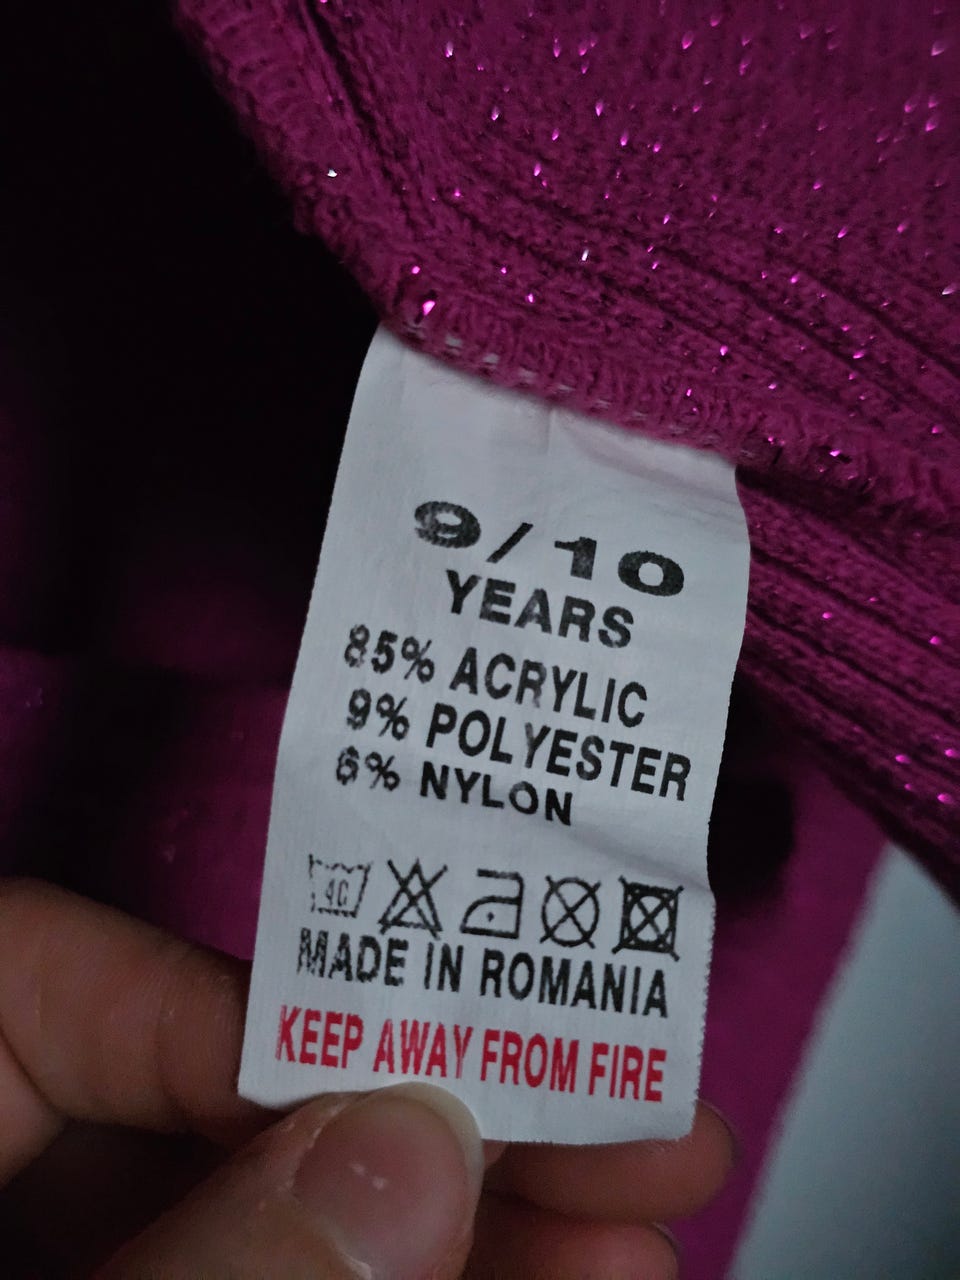 9/10
YEARS
85% ACRYLIC
9% POLYESTER
6% NYLON
40
MADE IN ROMANIA
KEEP AWAY FROM FIRE